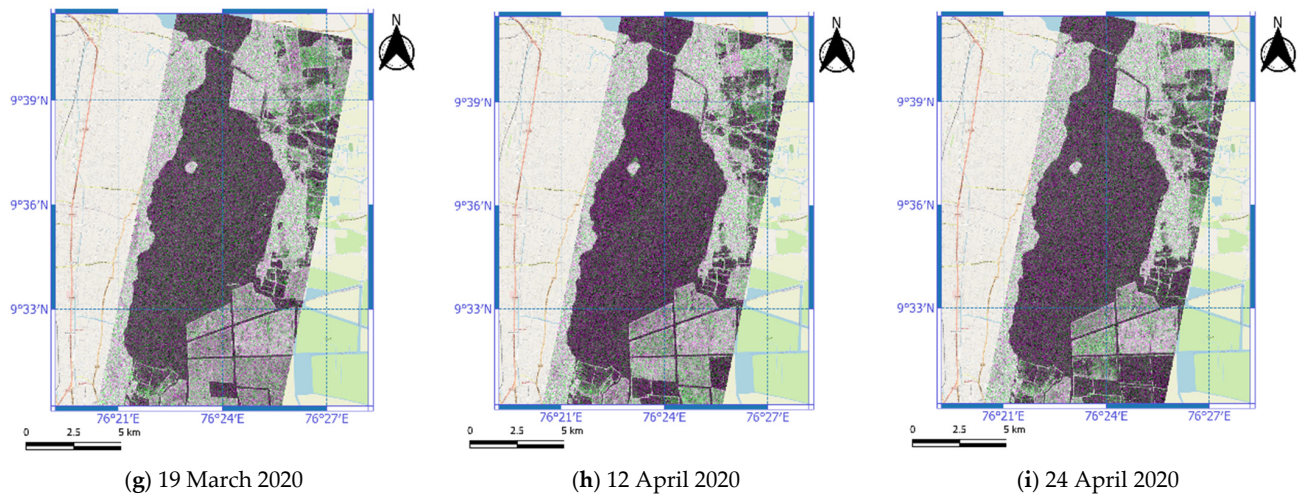 N N N
9°39'N 9°39'N 9°39'N
9°36'N 9°36'N 9°36'N
9°33'N 9°33'N 9°33'N
76°21'E 76°24'E 76°27'E 76°21'E 76°24'E 76°27'E 76°21'E 76°24'E 76°27'E
0 2.5 5 km 0 2.5 5 km 0 2.5 5 km
(g) 19 March 2020 (h) 12 April 2020 (i) 24 April 2020